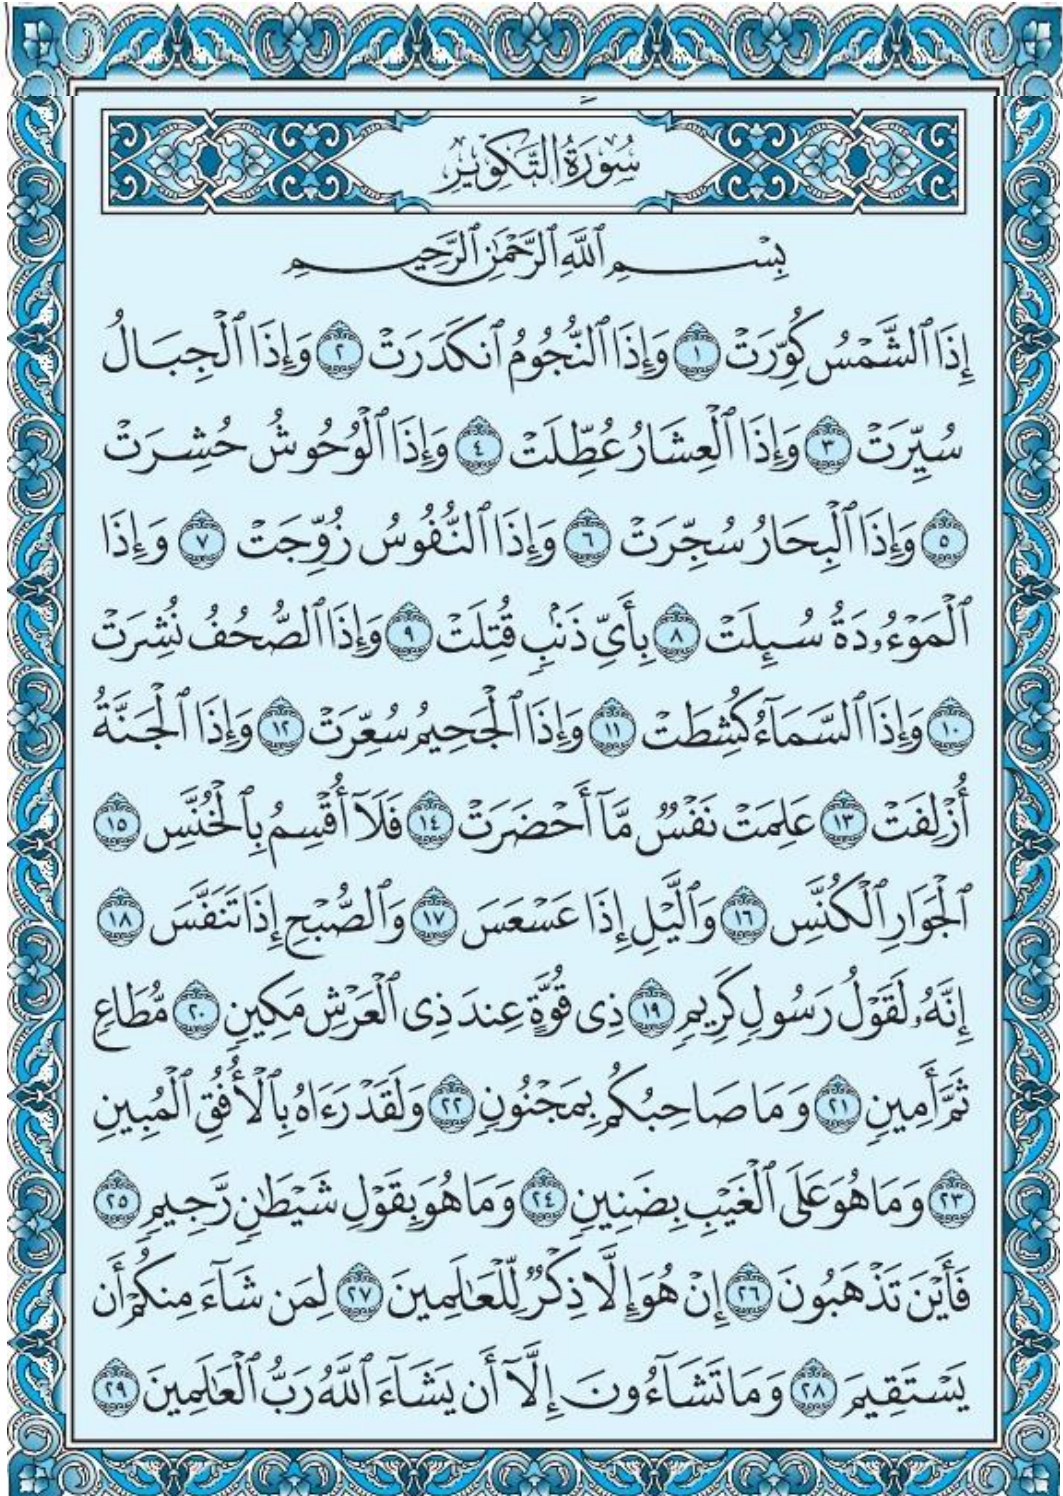 سُورَةُ التَّكْوِيرِ
بِسْمِ ٱللَّهِ ٱلرَّحْمَٰنِ ٱلرَّحِيمِ
إِذَا ٱلشَّمْسُ كُوِّرَتْ ١ وَإِذَا ٱلنُّجُومُ ٱنكَدَرَتْ ٢ وَإِذَا ٱلْجِبَالُ
سُيِّرَتْ ٣ وَإِذَا ٱلْعِشَارُ عُطِّلَتْ ٤ وَإِذَا ٱلْوُحُوشُ حُشِرَتْ
٥ وَإِذَا ٱلْبِحَارُ سُجِّرَتْ ٦ وَإِذَا ٱلنُّفُوسُ زُوِّجَتْ ٧ وَإِذَا
ٱلْمَوْءُۥدَةُ سُئِلَتْ ٨ بِأَىِّ ذَنۢبٍ قُتِلَتْ ٩ وَإِذَا ٱلصُّحُفُ نُشِرَتْ
١٠ وَإِذَا ٱلسَّمَآءُ كُشِطَتْ ١١ وَإِذَا ٱلْجَحِيمُ سُعِّرَتْ ١٢ وَإِذَا ٱلْجَنَّةُ
أُزْلِفَتْ ١٣ عَلِمَتْ نَفْسٌ مَّآ أَحْضَرَتْ ١٤ فَلَآ أُقْسِمُ بِٱلْخُنَّسِ ١٥
ٱلْجَوَارِ ٱلْكُنَّسِ ١٦ وَٱلَّيْلِ إِذَا عَسْعَسَ ١٧ وَٱلصُّبْحِ إِذَا تَنَفَّسَ ١٨
إِنَّهُۥ لَقَوْلُ رَسُولٍ كَرِيمٍ ١٩ ذِى قُوَّةٍ عِندَ ذِى ٱلْعَرْشِ مَكِينٍ ٢٠ مُّطَاعٍ
ثَمَّ أَمِينٍ ٢١ وَمَا صَاحِبُكُم بِمَجْنُونٍ ٢٢ وَلَقَدْ رَءَاهُ بِٱلْأُفُقِ ٱلْمُبِينِ
٢٣ وَمَا هُوَ عَلَى ٱلْغَيْبِ بِضَنِينٍ ٢٤ وَمَا هُوَ بِقَوْلِ شَيْطَٰنٍ رَّجِيمٍ ٢٥
فَأَيْنَ تَذْهَبُونَ ٢٦ إِنْ هُوَ إِلَّا ذِكْرٌ لِّلْعَٰلَمِينَ ٢٧ لِمَن شَآءَ مِنكُمْ أَن
يَسْتَقِيمَ ٢٨ وَمَا تَشَآءُونَ إِلَّآ أَن يَشَآءَ ٱللَّهُ رَبُّ ٱلْعَٰلَمِينَ ٢٩